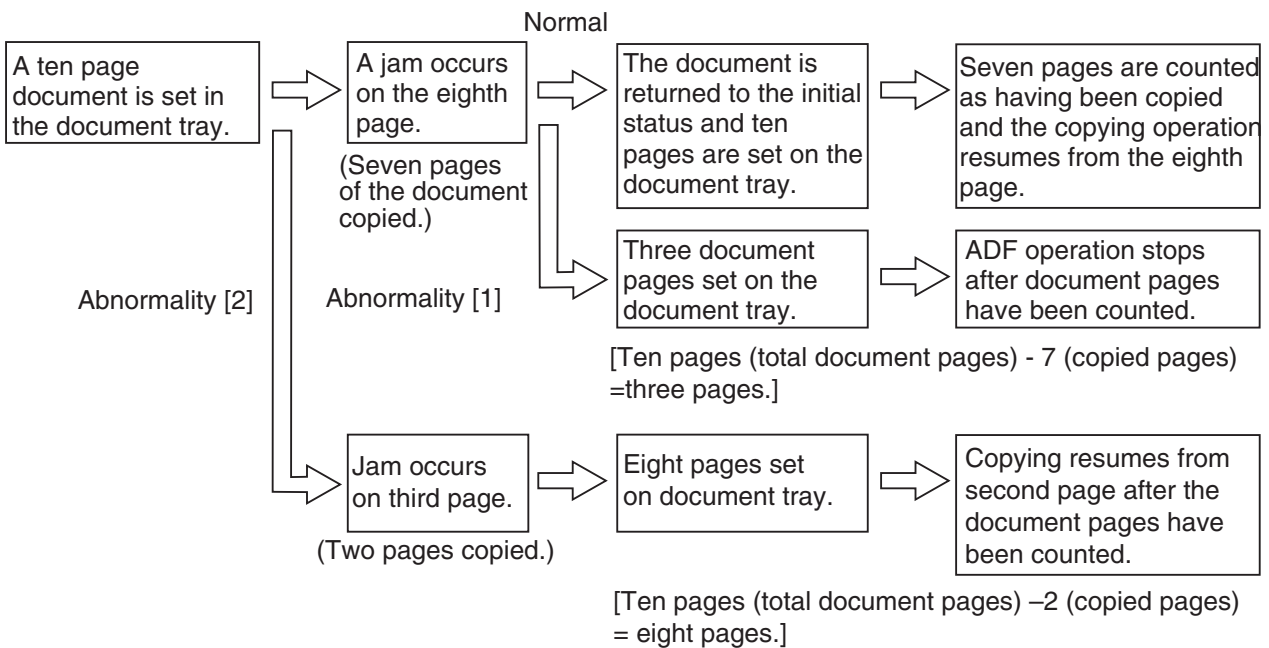 Normal
A ten page
document is set in
the document tray.
A jam occurs
on the eighth
page.
(Seven pages
of the document
copied.)
The document is
returned to the initial
status and ten
pages are set on the
document tray.
Seven pages are counted
as having been copied
and the copying operation
resumes from the eighth
page.
Abnormality [2]
Abnormality [1]
Three document
pages set on the
document tray.
ADF operation stops
after document pages
have been counted.
[Ten pages (total document pages) - 7 (copied pages)
=three pages.]
Jam occurs
on third page.
(Two pages copied.)
Eight pages set
on document tray.
Copying resumes from
second page after the
document pages have
been counted.
[Ten pages (total document pages) –2 (copied pages)
= eight pages.]